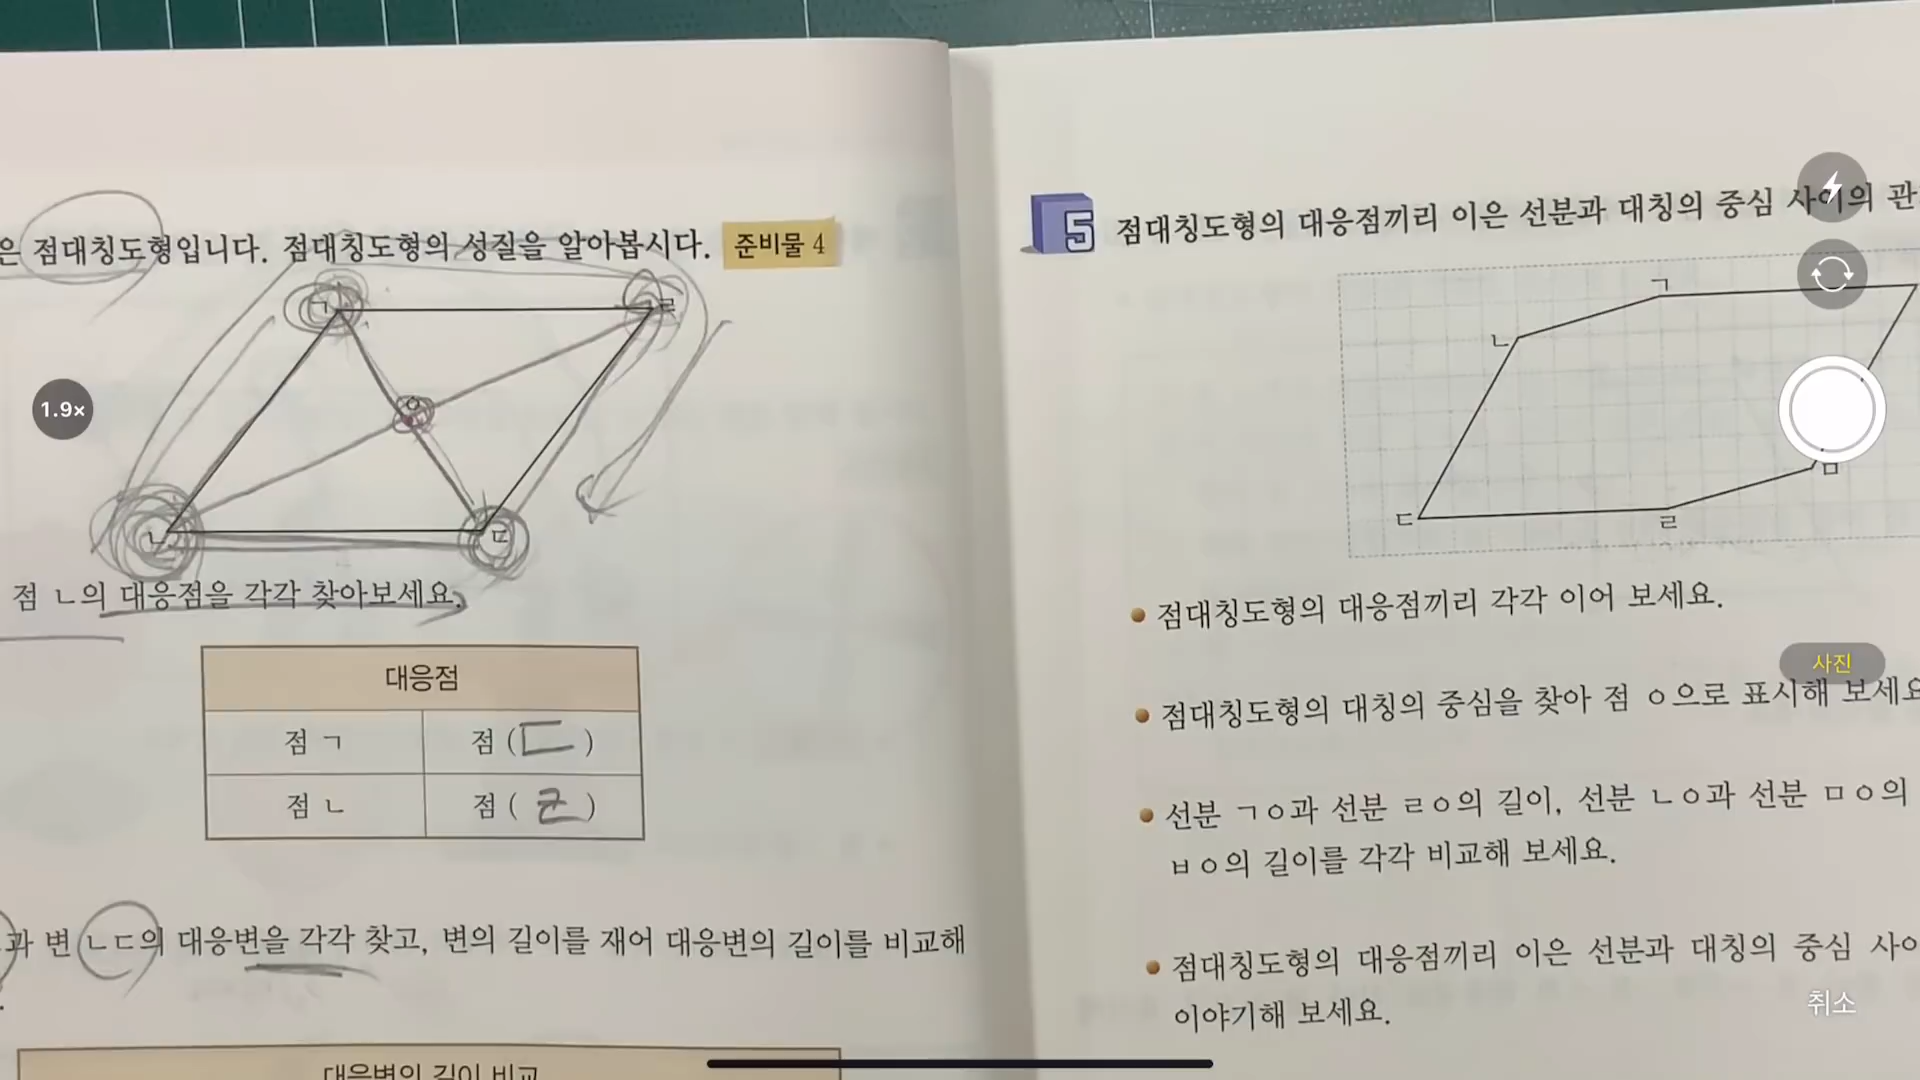 은 점대칭도형입니다. 점대칭도형의 성질을 알아봅시다. 준비물 4
ㄱ
ㄹ
ㅇ
ㄴ
ㄷ
점 ㄴ의 대응점을 각각 찾아보세요.
대응점
점 ㄱ 점 (ㄷ)
점 ㄴ 점 (ㄹ)
과 변 ㄴㄷ의 대응변을 각각 찾고, 변의 길이를 재어 대응변의 길이를 비교해
대응변의 길이 비교
5 점대칭도형의 대응점끼리 이은 선분과 대칭의 중심 사이의 관
ㄱ
ㄴ
ㅁ
ㄷ
ㄹ
점대칭도형의 대응점끼리 각각 이어 보세요.
점대칭도형의 대칭의 중심을 찾아 점 ㅇ으로 표시해 보세요
선분 ㄱㅇ과 선분 ㄹㅇ의 길이, 선분 ㄴㅇ과 선분 ㅁㅇ의
ㅂㅇ의 길이를 각각 비교해 보세요.
점대칭도형의 대응점끼리 이은 선분과 대칭의 중심 사이
이야기해 보세요.
1.9×
사진
취소